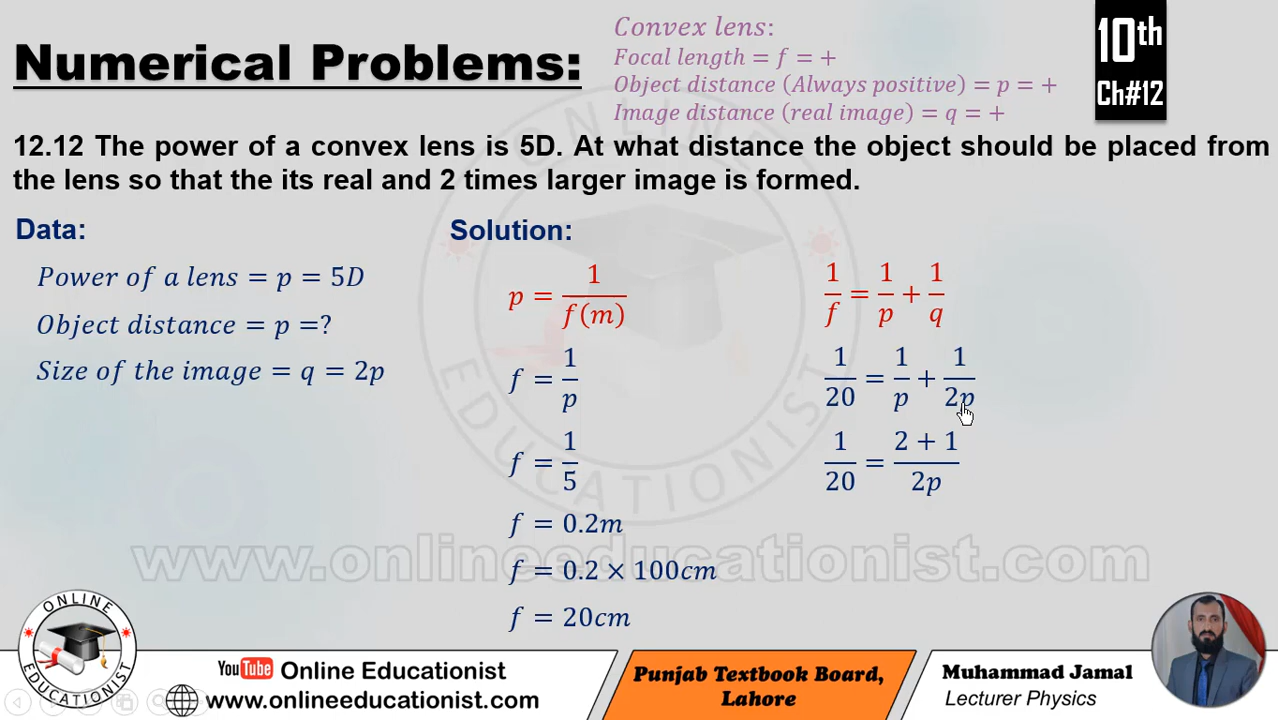 Numerical Problems:
Convex lens:
Focal length = f = +
Object distance (Always positive) = p = +
Image distance (real image) = q = +
10th
Ch#12
12.12 The power of a convex lens is 5D. At what distance the object should be placed from
the lens so that the its real and 2 times larger image is formed.
Data:
Power of a lens = p = 5D
Object distance = p =?
Size of the image = q = 2p
Solution:
p = 1/f(m)
f = 1/p
f = 1/5
f = 0.2m
f = 0.2 × 100cm
f = 20cm
1/f = 1/p + 1/q
1/20 = 1/p + 1/2p
1/20 = (2 + 1)/2p
ONLINE
EDUCATIONIST
www.onlineeducationist.com
ONLINE
EDUCATIONIST
YouTube Online Educationist
www.onlineeducationist.com
Punjab Textbook Board,
Lahore
Muhammad Jamal
Lecturer Physics